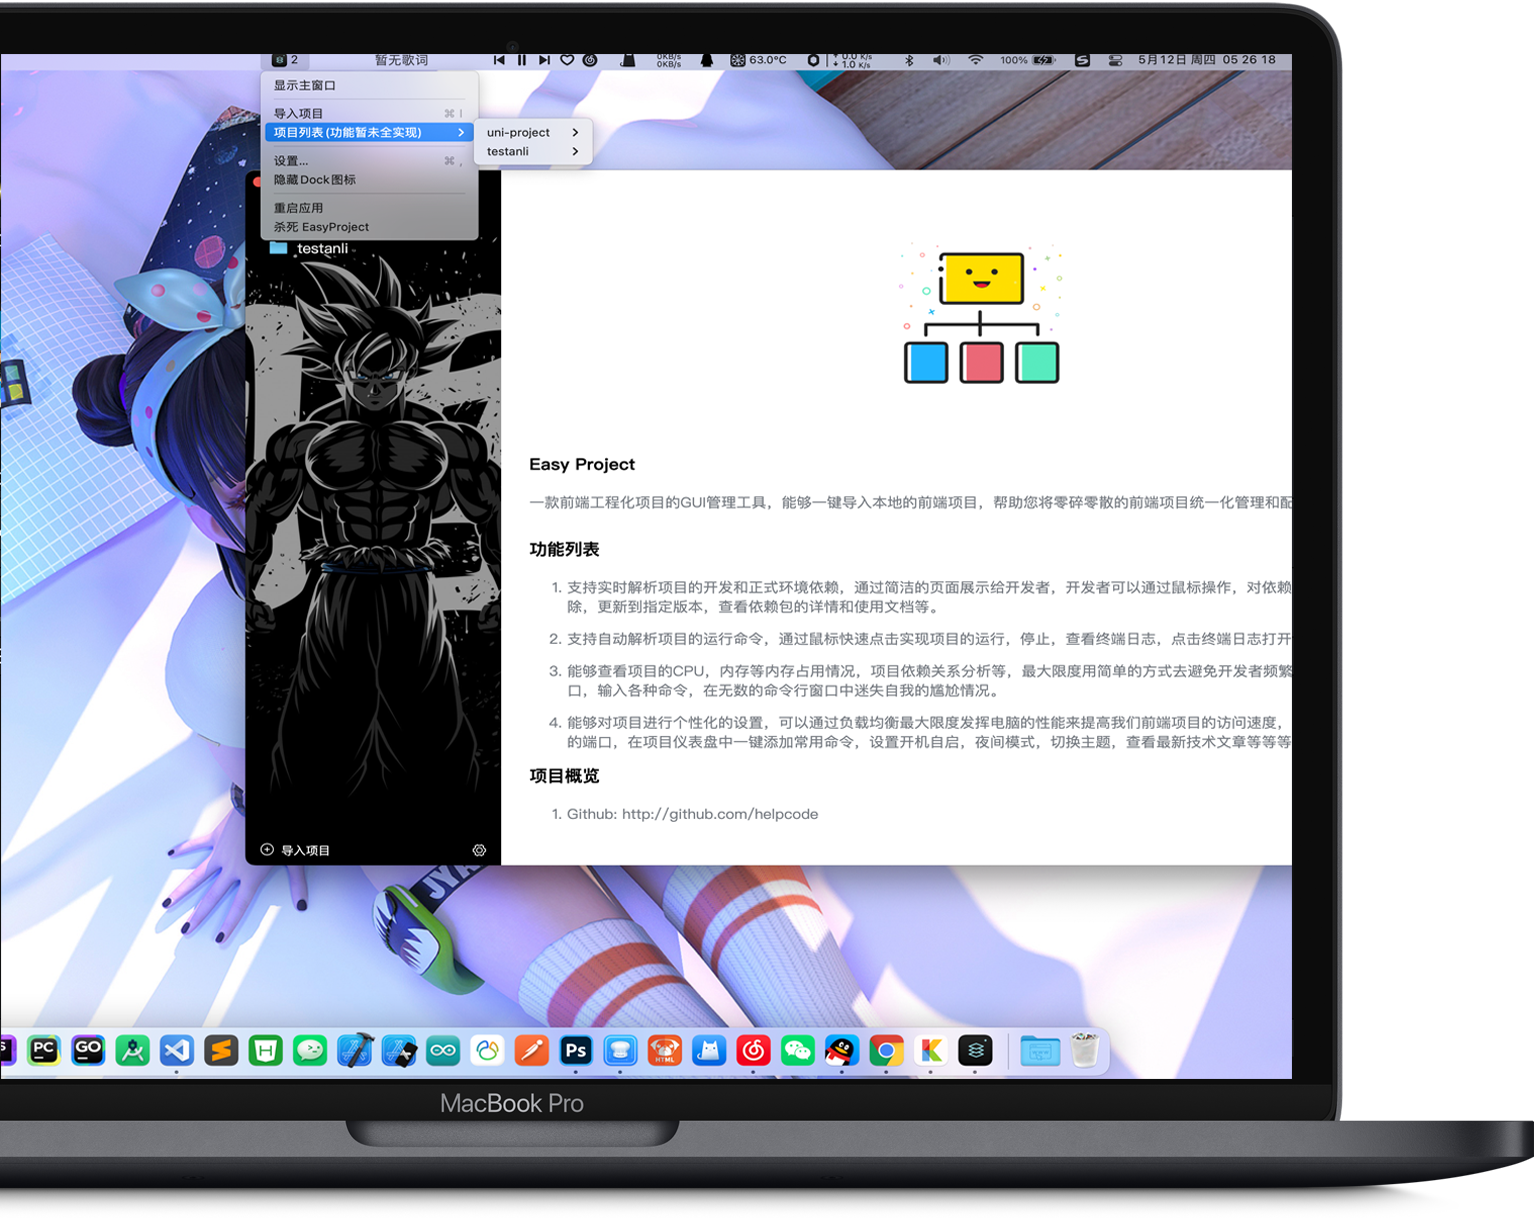 2 暂无歌词 0KB/s 0KB/s 63.0°C 0.0 K/s 1.0 K/s 100% 5月12日 周四 05 26 18
显示主窗口
导入项目 ⌘ I
项目列表(功能暂未全实现)
uni-project
testanli
设置... ⌘ ,
隐藏Dock图标
重启应用
杀死 EasyProject
testanli
导入项目
Easy Project
一款前端工程化项目的GUI管理工具，能够一键导入本地的前端项目，帮助您将零碎零散的前端项目统一化管理和配
功能列表
1. 支持实时解析项目的开发和正式环境依赖，通过简洁的页面展示给开发者，开发者可以通过鼠标操作，对依赖
除，更新到指定版本，查看依赖包的详情和使用文档等。
2. 支持自动解析项目的运行命令，通过鼠标快速点击实现项目的运行，停止，查看终端日志，点击终端日志打开
3. 能够查看项目的CPU，内存等内存占用情况，项目依赖关系分析等，最大限度用简单的方式去避免开发者频繁
口，输入各种命令，在无数的命令行窗口中迷失自我的尴尬情况。
4. 能够对项目进行个性化的设置，可以通过负载均衡最大限度发挥电脑的性能来提高我们前端项目的访问速度，
的端口，在项目仪表盘中一键添加常用命令，设置开机自启，夜间模式，切换主题，查看最新技术文章等等等
项目概览
1. Github: http://github.com/helpcode
JYA
PC GO H Ps HTML K
MacBook Pro